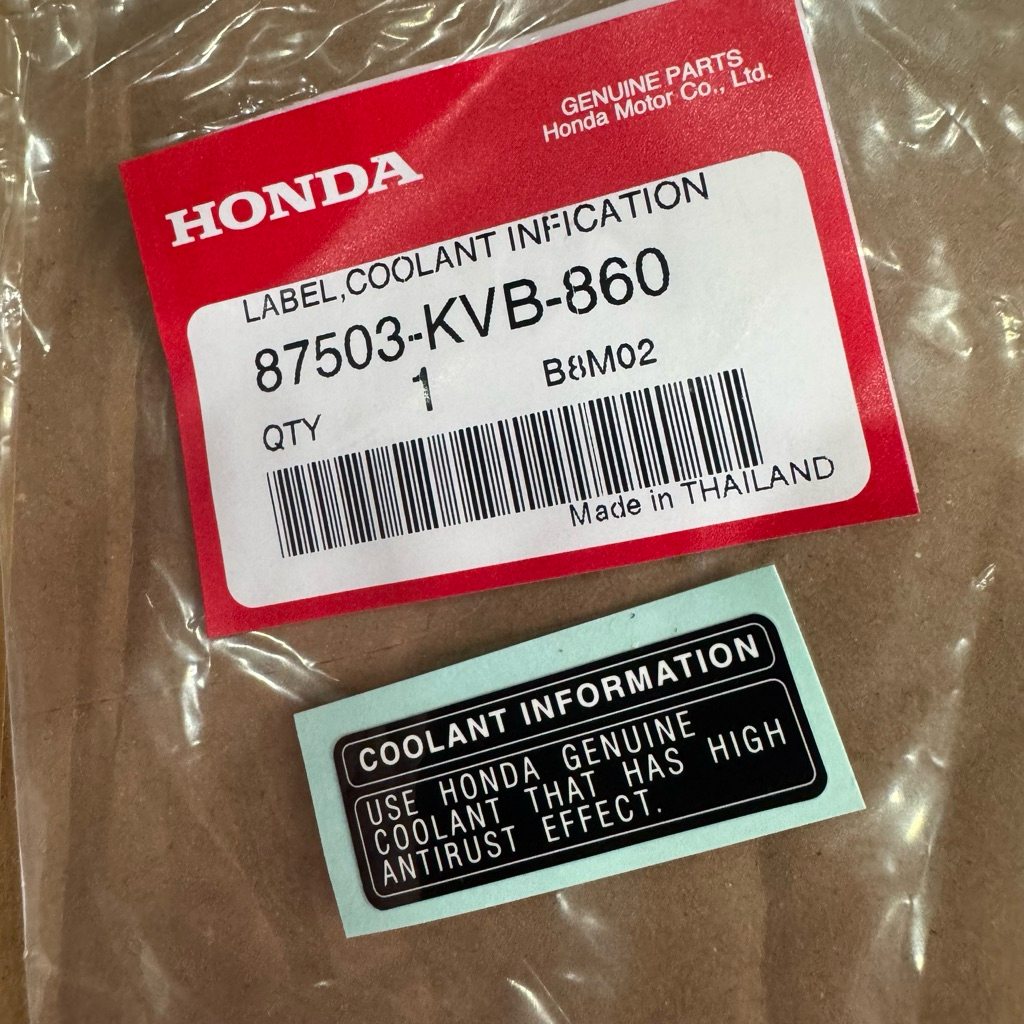 GENUINE PARTS
Honda Motor Co., Ltd.
HONDA
LABEL,COOLANT INFICATION
87503-KVB-860
QTY 1 B8M02
Made in THAILAND
COOLANT INFORMATION
USE HONDA GENUINE
COOLANT THAT HAS HIGH
ANTIRUST EFFECT.